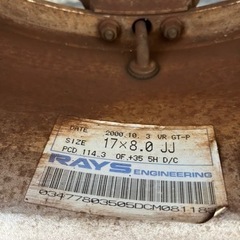 DATE 2000.10. 3 VR GT-P
SIZE 17×8.0 JJ
PCD 114.3 OF.+35 5H D/C
RAYS ENGINEERING
03477803505DCM08118